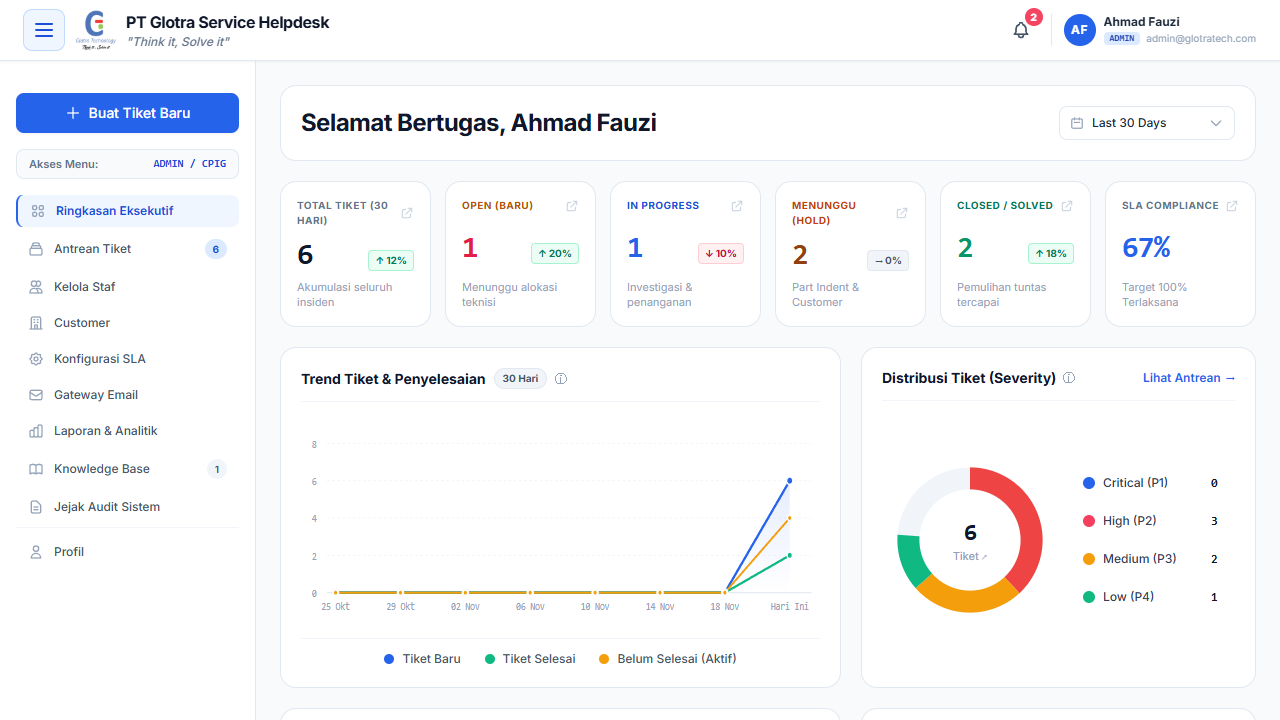 PT Glotra Service Helpdesk
"Think it, Solve it"
2
AF
Ahmad Fauzi
ADMIN admin@glotratech.com
Buat Tiket Baru
Akses Menu: ADMIN / CPIG
Ringkasan Eksekutif
Antrean Tiket 6
Kelola Staf
Customer
Konfigurasi SLA
Gateway Email
Laporan & Analitik
Knowledge Base 1
Jejak Audit Sistem
Profil
Selamat Bertugas, Ahmad Fauzi
Last 30 Days
TOTAL TIKET (30 HARI)
6
↑ 12%
Akumulasi seluruh
insiden
OPEN (BARU)
1
↑ 20%
Menunggu alokasi
teknisi
IN PROGRESS
1
↓ 10%
Investigasi &
penanganan
MENUNGGU
(HOLD)
2
→ 0%
Part Indent &
Customer
CLOSED / SOLVED
2
↑ 18%
Pemulihan tuntas
tercapai
SLA COMPLIANCE
67%
Target 100%
Terlaksana
Trend Tiket & Penyelesaian 30 Hari
8
6
4
2
0
25 Okt 29 Okt 02 Nov 06 Nov 10 Nov 14 Nov 18 Nov Hari Ini
Tiket Baru Tiket Selesai Belum Selesai (Aktif)
Distribusi Tiket (Severity) Lihat Antrean →
6
Tiket ↗
Critical (P1) 0
High (P2) 3
Medium (P3) 2
Low (P4) 1